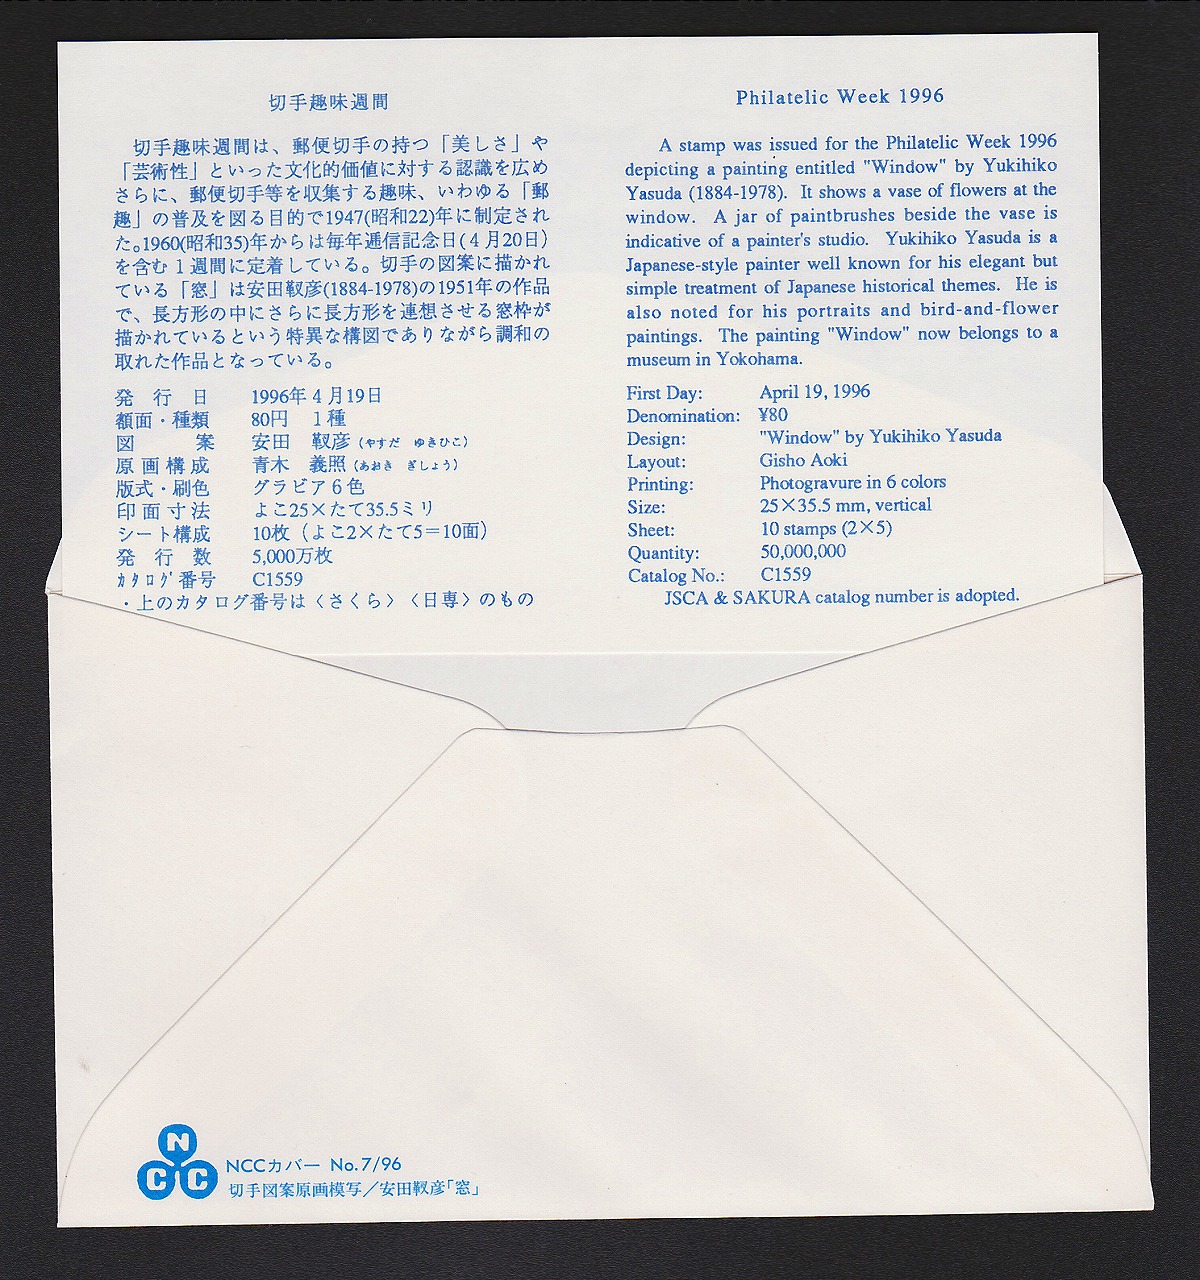 切手趣味週間
切手趣味週間は、郵便切手の持つ「美しさ」や
「芸術性」といった文化的価値に対する認識を広め
さらに、郵便切手等を収集する趣味、いわゆる「郵
趣」の普及を図る目的で1947(昭和22)年に制定され
た。1960(昭和35)年からは毎年逓信記念日(4月20日)
を含む1週間に定着している。切手の図案に描かれ
ている「窓」は安田靫彦(1884-1978)の1951年の作品
で、長方形の中にさらに長方形を連想させる窓枠が
描かれているという特異な構図でありながら調和の
取れた作品となっている。
発行日 1996年4月19日
額面・種類 80円 1種
図案 安田 靫彦(やすだ ゆきひこ)
原画構成 青木 義照(あおき ぎしょう)
版式・刷色 グラビア6色
印面寸法 よこ25×たて35.5ミリ
シート構成 10枚(よこ2×たて5=10面)
発行数 5,000万枚
ｶﾀﾛｸﾞ番号 C1559
・上のカタログ番号は〈さくら〉〈日専〉のもの
Philatelic Week 1996
A stamp was issued for the Philatelic Week 1996
depicting a painting entitled "Window" by Yukihiko
Yasuda (1884-1978). It shows a vase of flowers at the
window. A jar of paintbrushes beside the vase is
indicative of a painter's studio. Yukihiko Yasuda is a
Japanese-style painter well known for his elegant but
simple treatment of Japanese historical themes. He is
also noted for his portraits and bird-and-flower
paintings. The painting "Window" now belongs to a
museum in Yokohama.
First Day: April 19, 1996
Denomination: ¥80
Design: "Window" by Yukihiko Yasuda
Layout: Gisho Aoki
Printing: Photogravure in 6 colors
Size: 25×35.5 mm, vertical
Sheet: 10 stamps (2×5)
Quantity: 50,000,000
Catalog No.: C1559
JSCA & SAKURA catalog number is adopted.
NCC
NCCカバー No.7/96
切手図案原画模写／安田靫彦「窓」